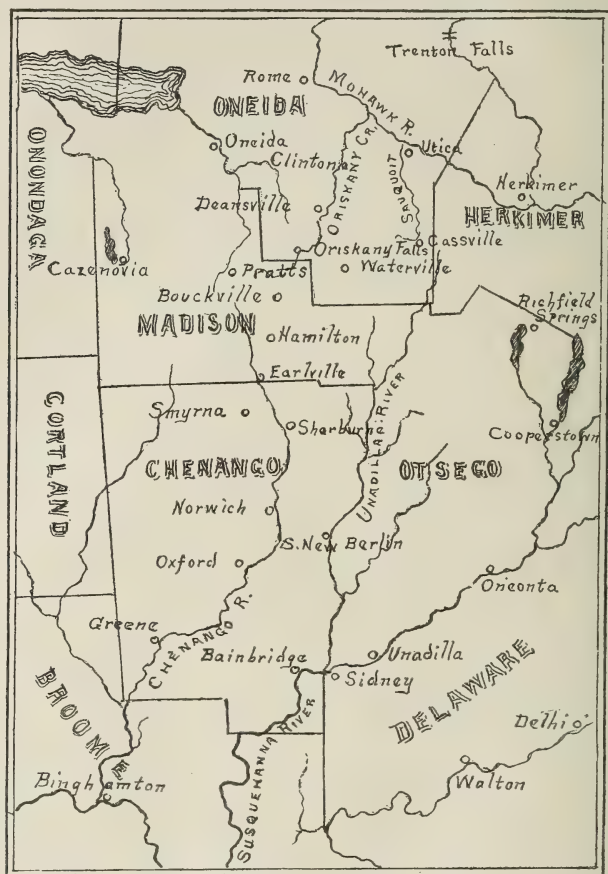 Trenton Falls
Rome
MOHAWK R.
ONEIDA
ONONDAGA
Oneida
Clinton
ORISKANY CR.
Utica
SAUQUOIT
Herkimer
HERKIMER
Deansville
Oriskany Falls
Cassville
Cazenovia
Pratts
Waterville
Bouckville
MADISON
Richfield
Springs
Hamilton
Earlville
CORTLAND
Smyrna
Sherburne
UNADILLA RIVER
Cooperstown
CHENANGO
OTSEGO
Norwich
S. New Berlin
Oxford
Oneonta
Greene
CHENANGO R.
Bainbridge
Unadilla
Sidney
BROOME
DELAWARE
SUSQUEHANNA RIVER
Delhi
Walton
Binghamton